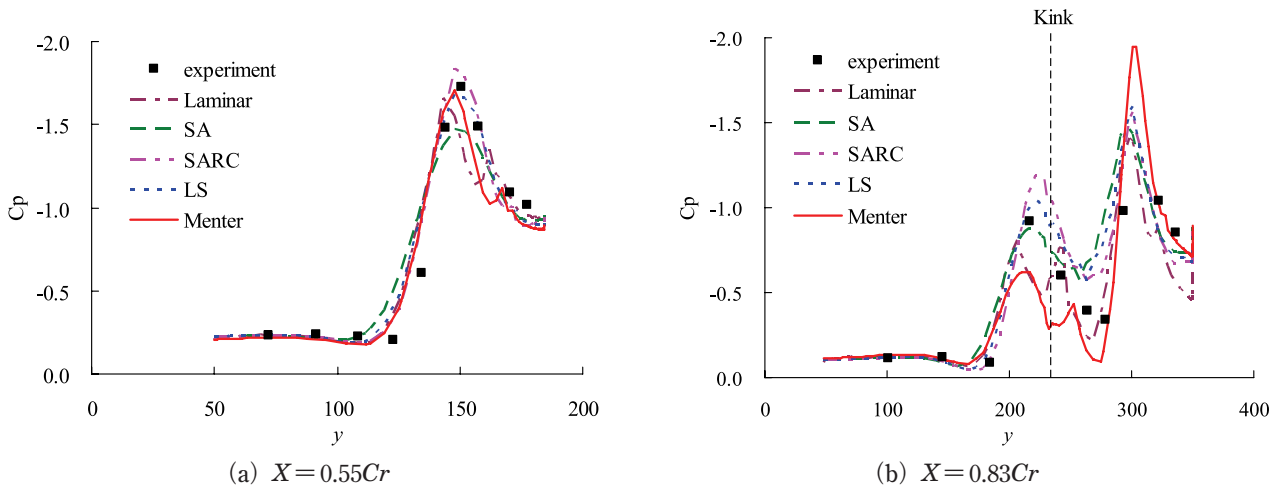 -2.0
-1.5
-1.0
-0.5
0.0
Cp
0
50
100
150
200
y
experiment
Laminar
SA
SARC
LS
Menter
(a) X=0.55Cr
Kink
-2.0
-1.5
-1.0
-0.5
0.0
Cp
0
100
200
300
400
y
experiment
Laminar
SA
SARC
LS
Menter
(b) X=0.83Cr